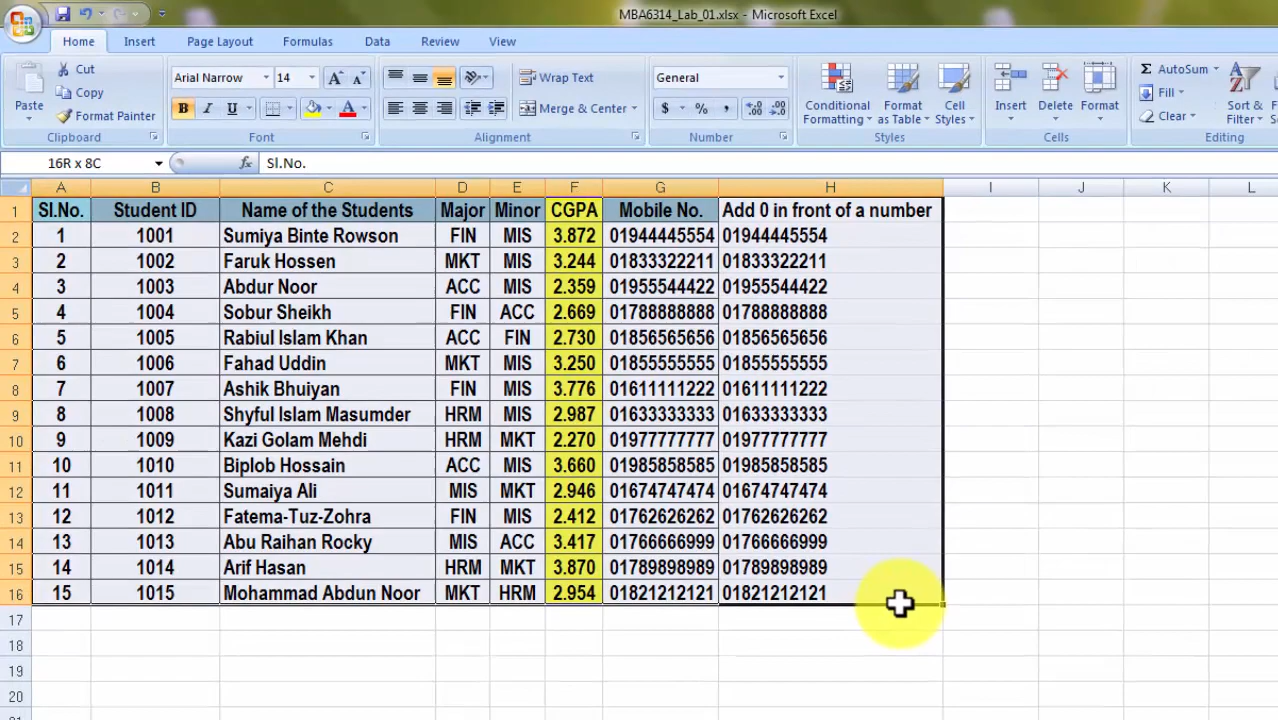 MBA6314_Lab_01.xlsx - Microsoft Excel
Home Insert Page Layout Formulas Data Review View
Paste Cut Copy Format Painter
Arial Narrow 14 B I U A A A
Wrap Text Merge & Center
General $ % , .0 .00 .00 .0
Conditional Formatting Format as Table Cell Styles
Insert Delete Format
Σ AutoSum Fill Clear Sort & Filter
Clipboard Font Alignment Number Styles Cells Editing
16R x 8C fx Sl.No.
A B C D E F G H I J K L
1 Sl.No. Student ID Name of the Students Major Minor CGPA Mobile No. Add 0 in front of a number
2 1 1001 Sumiya Binte Rowson FIN MIS 3.872 01944445554 01944445554
3 2 1002 Faruk Hossen MKT MIS 3.244 01833322211 01833322211
4 3 1003 Abdur Noor ACC MIS 2.359 01955544422 01955544422
5 4 1004 Sobur Sheikh FIN ACC 2.669 01788888888 01788888888
6 5 1005 Rabiul Islam Khan ACC FIN 2.730 01856565656 01856565656
7 6 1006 Fahad Uddin MKT MIS 3.250 01855555555 01855555555
8 7 1007 Ashik Bhuiyan FIN MIS 3.776 01611111222 01611111222
9 8 1008 Shyful Islam Masumder HRM MIS 2.987 01633333333 01633333333
10 9 1009 Kazi Golam Mehdi HRM MKT 2.270 01977777777 01977777777
11 10 1010 Biplob Hossain ACC MIS 3.660 01985858585 01985858585
12 11 1011 Sumaiya Ali MIS MKT 2.946 01674747474 01674747474
13 12 1012 Fatema-Tuz-Zohra FIN MIS 2.412 01762626262 01762626262
14 13 1013 Abu Raihan Rocky MIS ACC 3.417 01766666999 01766666999
15 14 1014 Arif Hasan HRM MKT 3.870 01789898989 01789898989
16 15 1015 Mohammad Abdun Noor MKT HRM 2.954 01821212121 01821212121
17
18
19
20